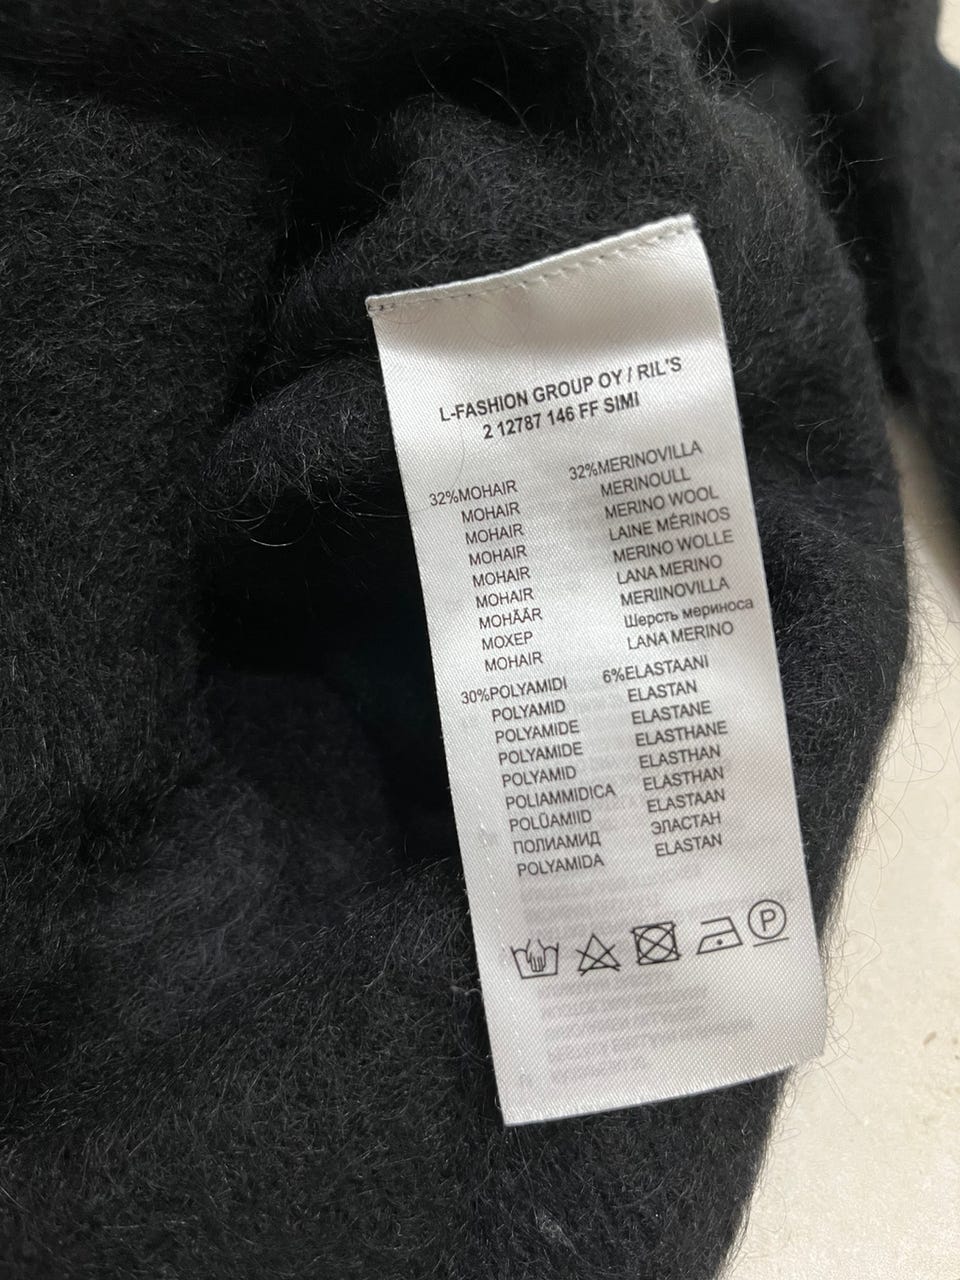 L-FASHION GROUP OY / RIL'S
2 12787 146 FF SIMI
32%MOHAIR
MOHAIR
MOHAIR
MOHAIR
MOHAIR
MOHAIR
MOHÄÄR
МОХЕР
MOHAIR
32%MERINOVILLA
MERINOULL
MERINO WOOL
LAINE MÉRINOS
MERINO WOLLE
LANA MERINO
MERIINOVILLA
Шерсть мериноса
LANA MERINO
30%POLYAMIDI
POLYAMID
POLYAMIDE
POLYAMIDE
POLYAMID
POLIAMMIDICA
POLÜAMIID
ПОЛИАМИД
POLYAMIDA
6%ELASTAANI
ELASTAN
ELASTANE
ELASTHANE
ELASTHAN
ELASTHAN
ELASTAAN
ЭЛАСТАН
ELASTAN
P